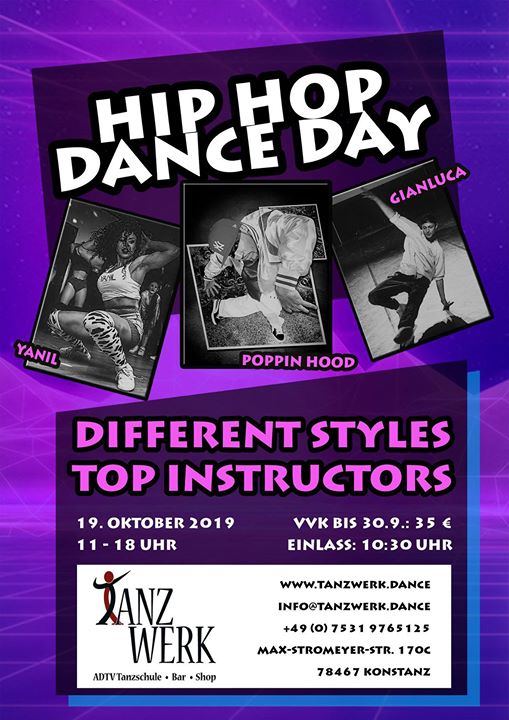 HIP HOP
DANCE DAY
GIANLUCA
YANIL
POPPIN HOOD
DIFFERENT STYLES
TOP INSTRUCTORS
19. OKTOBER 2019
11 - 18 UHR
VVK BIS 30.9.: 35 €
EINLASS: 10:30 UHR
TANZ
WERK
ADTV Tanzschule • Bar • Shop
WWW.TANZWERK.DANCE
INFO@TANZWERK.DANCE
+49 (0) 7531 9765125
MAX-STROMEYER-STR. 170C
78467 KONSTANZ